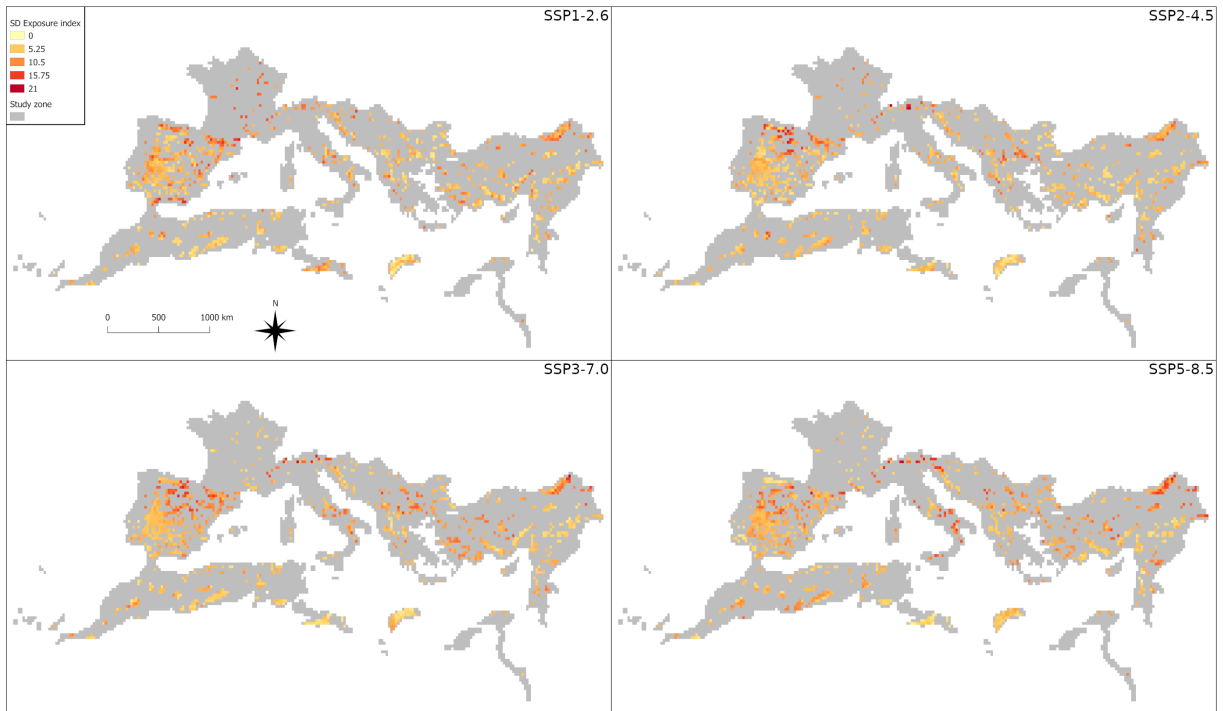 SSP1-2.6
SSP2-4.5
SD Exposure index
0
5.25
10.5
15.75
21
Study zone
N
0 500 1000 km
SSP3-7.0
SSP5-8.5